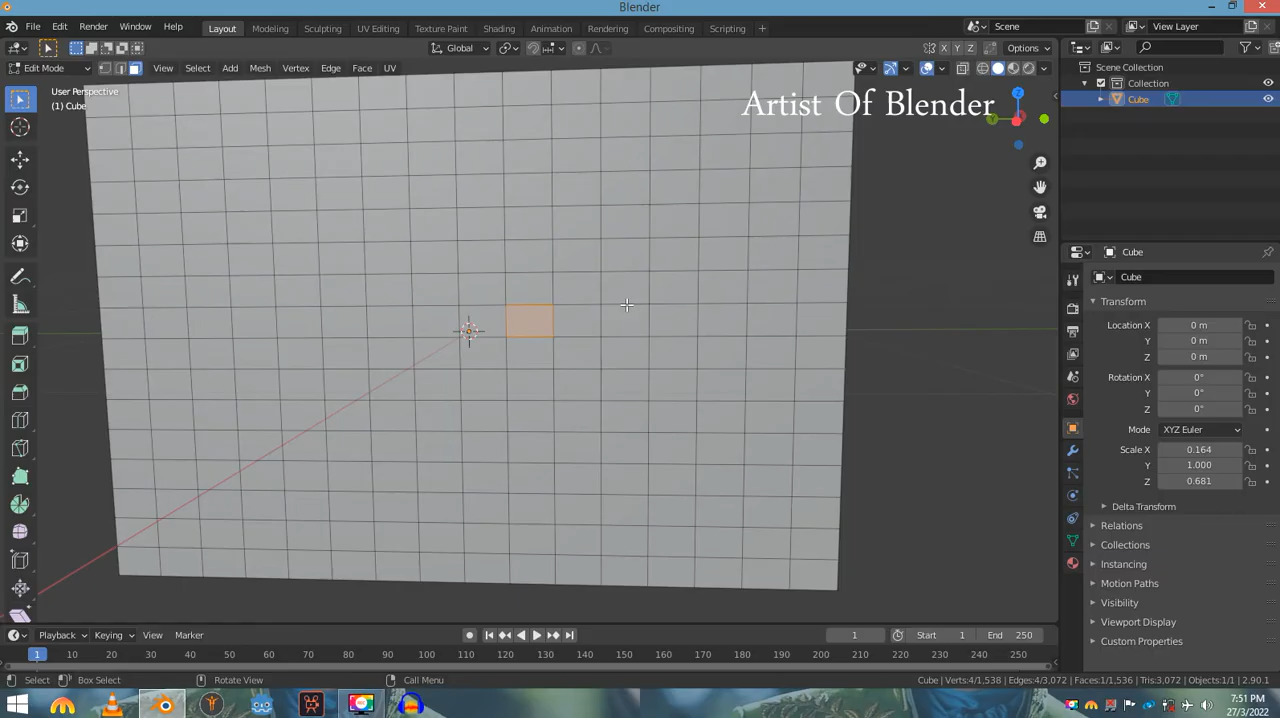 Blender
File Edit Render Window Help Layout Modeling Sculpting UV Editing Texture Paint Shading Animation Rendering Compositing Scripting + Scene View Layer
Global X Y Z Options
Edit Mode View Select Add Mesh Vertex Edge Face UV
Scene Collection
Collection
Cube
User Perspective
(1) Cube
Artist Of Blender
Z
Y
Cube
Cube
Transform
Location X 0 m
Y 0 m
Z 0 m
Rotation X 0°
Y 0°
Z 0°
Mode XYZ Euler
Scale X 0.164
Y 1.000
Z 0.681
Delta Transform
Relations
Collections
Instancing
Motion Paths
Visibility
Viewport Display
Custom Properties
Playback Keying View Marker 1 Start 1 End 250
1 10 20 30 40 50 60 70 80 90 100 110 120 130 140 150 160 170 180 190 200 210 220 230 240 250
Select Box Select Rotate View Call Menu Cube | Verts:4/1,538 | Edges:4/3,072 | Faces:1/1,536 | Tris:3,072 | Objects:1/1 | 2.90.1
7:51 PM
27/3/2022